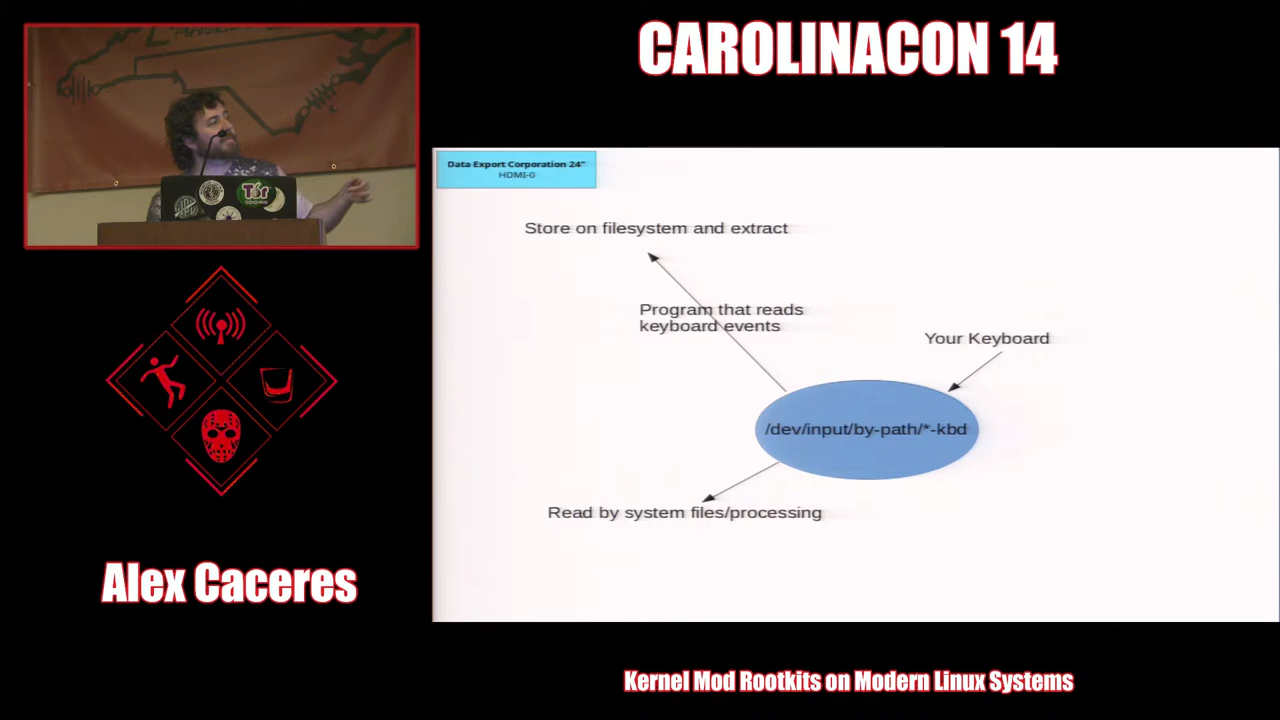 CAROLINACON 14
Data Export Corporation 24"
HDMI-0
Store on filesystem and extract
Program that reads
keyboard events
Your Keyboard
/dev/input/by-path/*-kbd
Read by system files/processing
Tor
Alex Caceres
Kernel Mod Rootkits on Modern Linux Systems